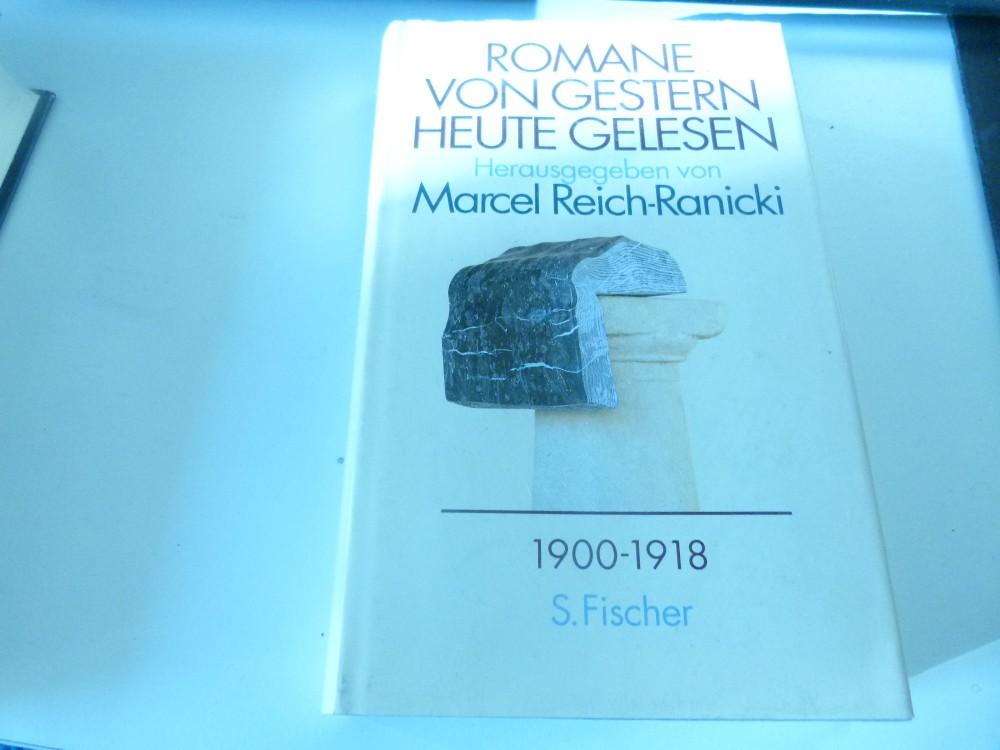 ROMANE
VON GESTERN
HEUTE GELESEN
Herausgegeben von
Marcel Reich-Ranicki
1900-1918
S. Fischer